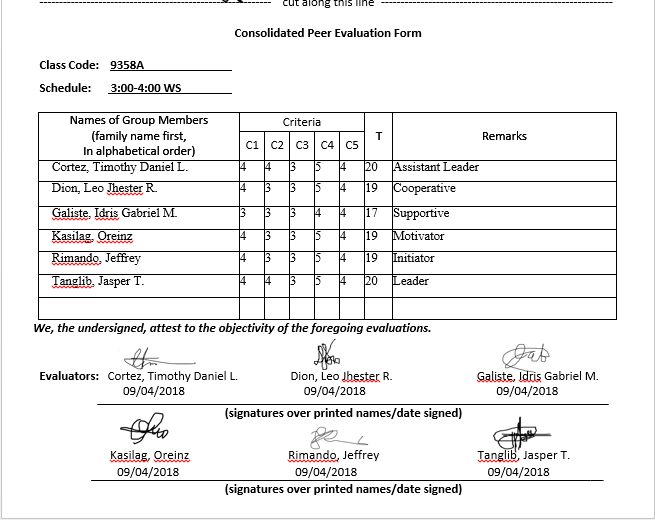 cut along this line
Consolidated Peer Evaluation Form
Class Code: 9358A
Schedule: 3:00-4:00 WS
Names of Group Members (family name first, In alphabetical order) Criteria T Remarks
C1 C2 C3 C4 C5
Cortez, Timothy Daniel L. 4 4 3 5 4 20 Assistant Leader
Dion, Leo Jhester R. 4 3 3 5 4 19 Cooperative
Galiste, Idris Gabriel M. 3 3 3 4 4 17 Supportive
Kasilag, Oreinz 4 3 3 5 4 19 Motivator
Rimando, Jeffrey 4 3 3 5 4 19 Initiator
Tanglib, Jasper T. 4 4 3 5 4 20 Leader
We, the undersigned, attest to the objectivity of the foregoing evaluations.
Evaluators: Cortez, Timothy Daniel L. Dion, Leo Jhester R. Galiste, Idris Gabriel M.
09/04/2018 09/04/2018 09/04/2018
(signatures over printed names/date signed)
Kasilag, Oreinz Rimando, Jeffrey Tanglib, Jasper T.
09/04/2018 09/04/2018 09/04/2018
(signatures over printed names/date signed)